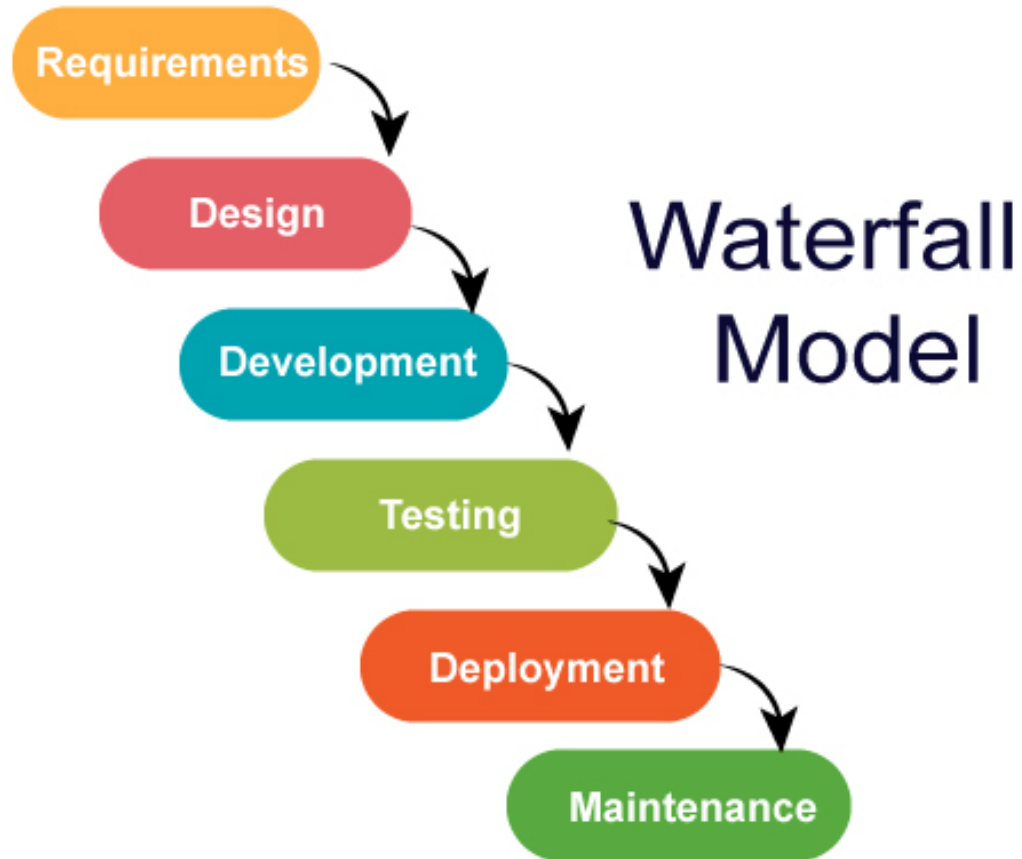 Requirements
Design
Waterfall
Model
Development
Testing
Deployment
Maintenance